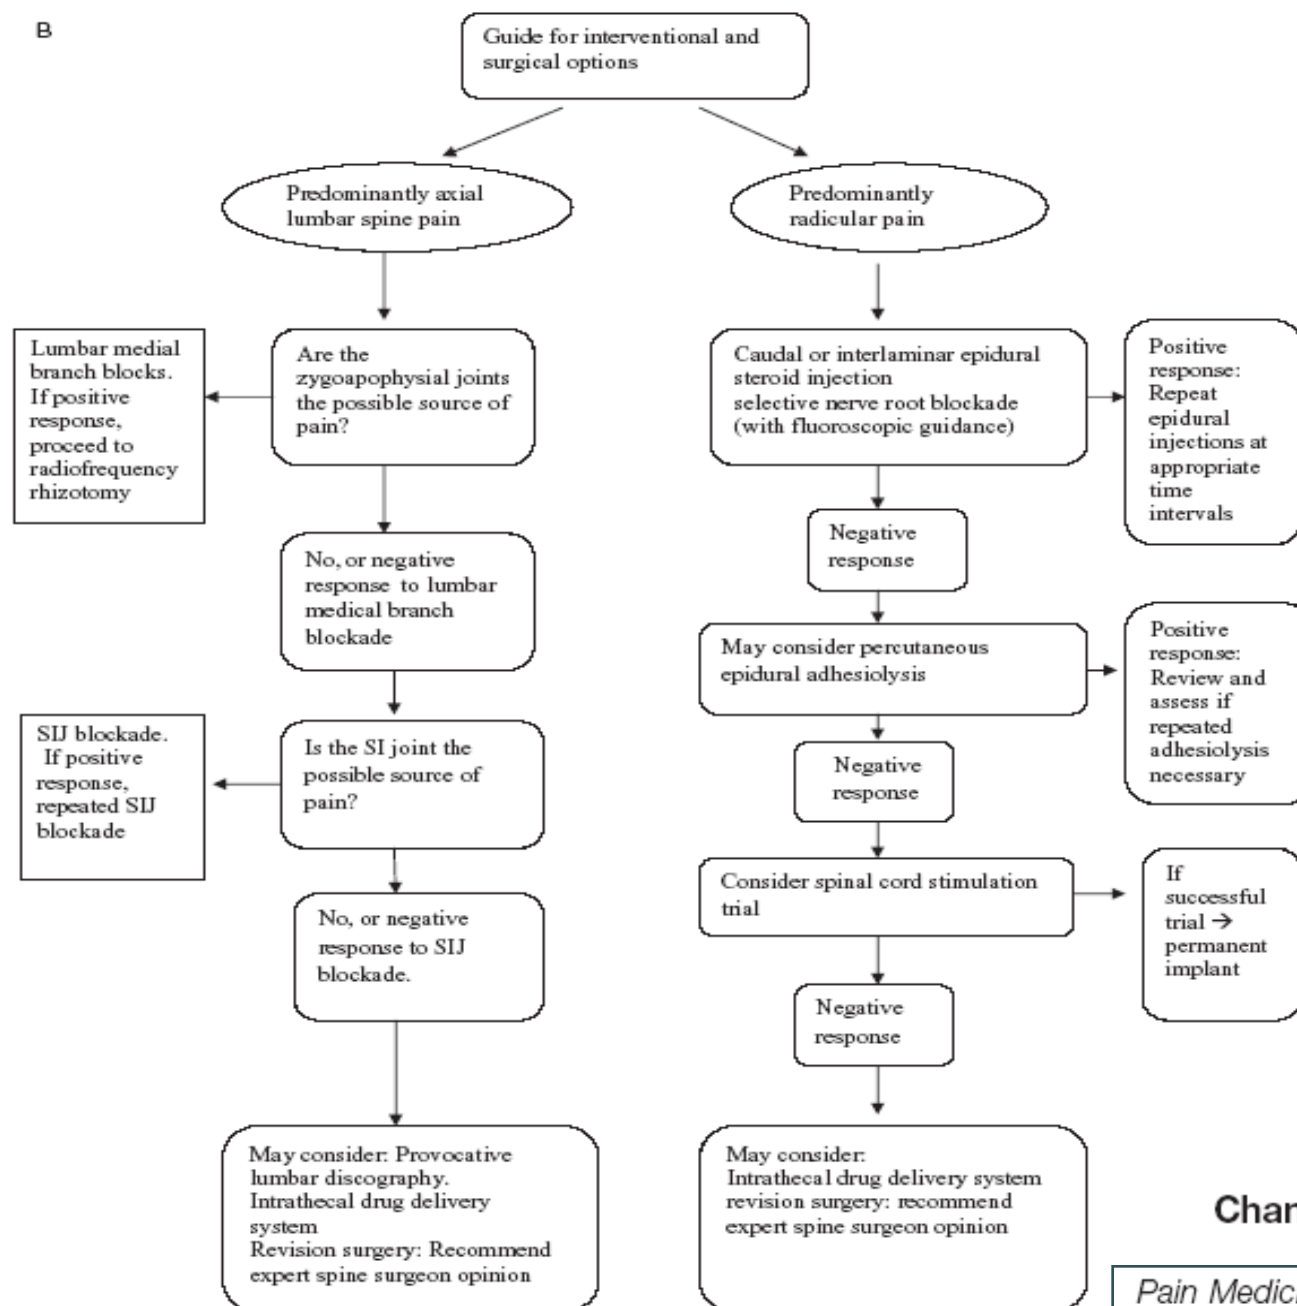 B
Guide for interventional and
surgical options
Predominantly axial
lumbar spine pain
Predominantly
radicular pain
Lumbar medial
branch blocks.
If positive
response,
proceed to
radiofrequency
rhizotomy
Are the
zygoapophysial joints
the possible source of
pain?
Caudal or interlaminar epidural
steroid injection
selective nerve root blockade
(with fluoroscopic guidance)
Positive
response:
Repeat
epidural
injections at
appropriate
time
intervals
No, or negative
response to lumbar
medical branch
blockade
Negative
response
May consider percutaneous
epidural adhesiolysis
Positive
response:
Review and
assess if
repeated
adhesiolysis
necessary
SIJ blockade.
If positive
response,
repeated SIJ
blockade
Is the SI joint the
possible source of
pain?
Negative
response
Consider spinal cord stimulation
trial
If
successful
trial →
permanent
implant
No, or negative
response to SIJ
blockade.
Negative
response
May consider: Provocative
lumbar discography.
Intrathecal drug delivery
system
Revision surgery: Recommend
expert spine surgeon opinion
May consider:
Intrathecal drug delivery system
revision surgery: recommend
expert spine surgeon opinion
Chan
Pain Medici